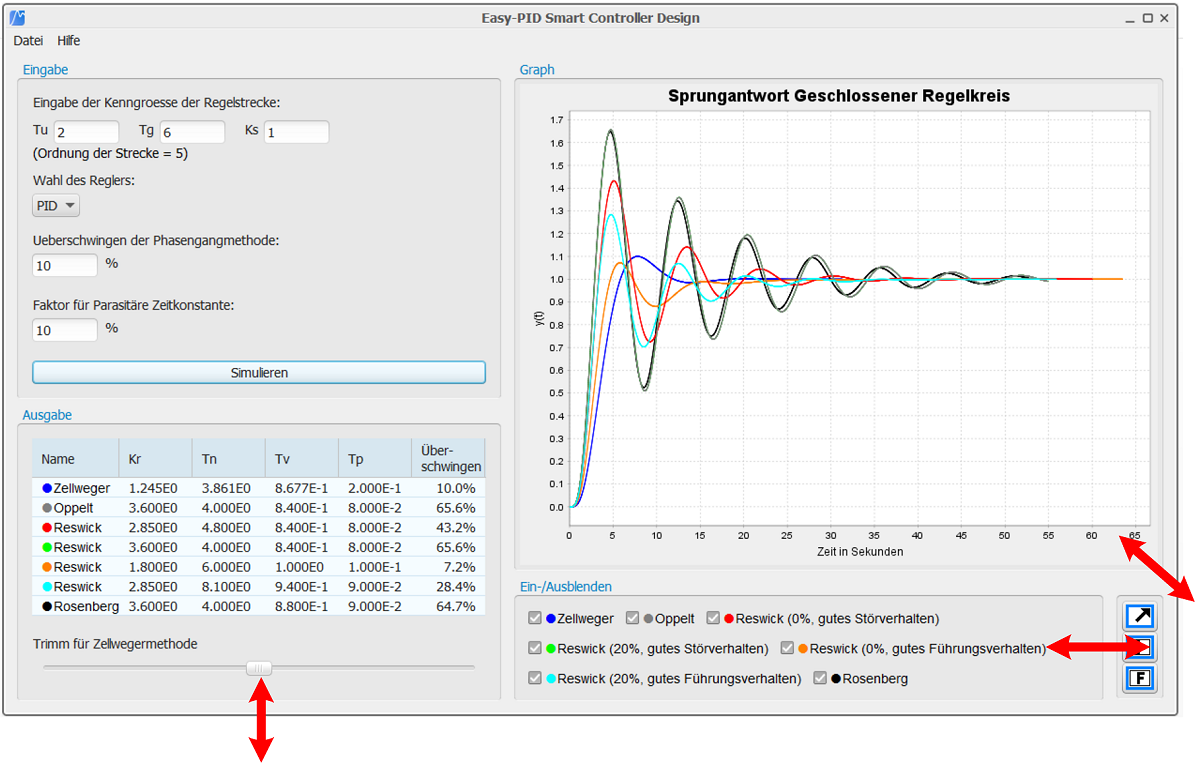 Easy-PID Smart Controller Design
Datei Hilfe
Eingabe
Eingabe der Kenngroesse der Regelstrecke:
Tu 2 Tg 6 Ks 1
(Ordnung der Strecke = 5)
Wahl des Reglers:
PID
Ueberschwingen der Phasengangmethode:
10 %
Faktor für Parasitäre Zeitkonstante:
10 %
Simulieren
Ausgabe
Name Kr Tn Tv Tp Über-
schwingen
Zellweger 1.245E0 3.861E0 8.677E-1 2.000E-1 10.0%
Oppelt 3.600E0 4.000E0 8.400E-1 8.000E-2 65.6%
Reswick 2.850E0 4.800E0 8.400E-1 8.000E-2 43.2%
Reswick 3.600E0 4.000E0 8.400E-1 8.000E-2 65.6%
Reswick 1.800E0 6.000E0 1.000E0 1.000E-1 7.2%
Reswick 2.850E0 8.100E0 9.400E-1 9.000E-2 28.4%
Rosenberg 3.600E0 4.000E0 8.800E-1 9.000E-2 64.7%
Trimm für Zellwegermethode
Graph
Sprungantwort Geschlossener Regelkreis
1.7
1.6
1.5
1.4
1.3
1.2
1.1
1.0
0.9
0.8
0.7
0.6
0.5
0.4
0.3
0.2
0.1
0.0
y(t)
0 5 10 15 20 25 30 35 40 45 50 55 60 65
Zeit in Sekunden
Ein-/Ausblenden
Zellweger Oppelt Reswick (0%, gutes Störverhalten)
Reswick (20%, gutes Störverhalten) Reswick (0%, gutes Führungsverhalten)
Reswick (20%, gutes Führungsverhalten) Rosenberg
F